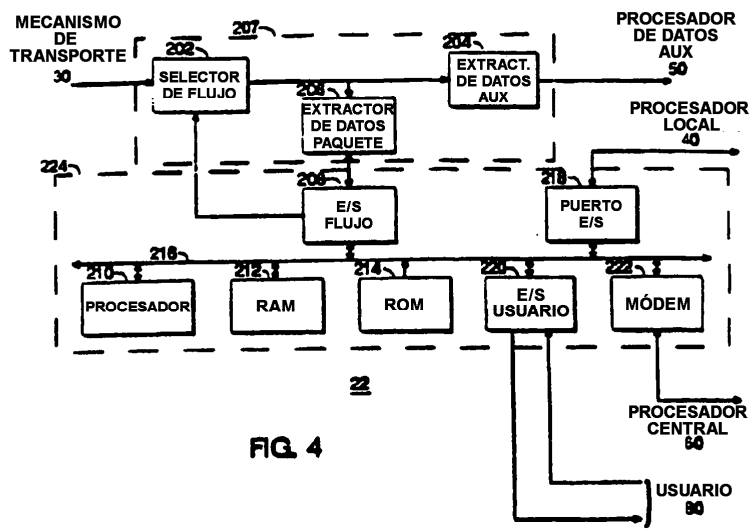 MECANISMO
DE
TRANSPORTE
30
207
202
SELECTOR
DE FLUJO
204
EXTRACT.
DE DATOS
AUX
PROCESADOR
DE DATOS
AUX
50
208
EXTRACTOR
DE DATOS
PAQUETE
PROCESADOR
LOCAL
40
224
206
E/S
FLUJO
218
PUERTO
E/S
216
210
PROCESADOR
212
RAM
214
ROM
220
E/S
USUARIO
222
MÓDEM
22
PROCESADOR
CENTRAL
60
FIG. 4
USUARIO
80